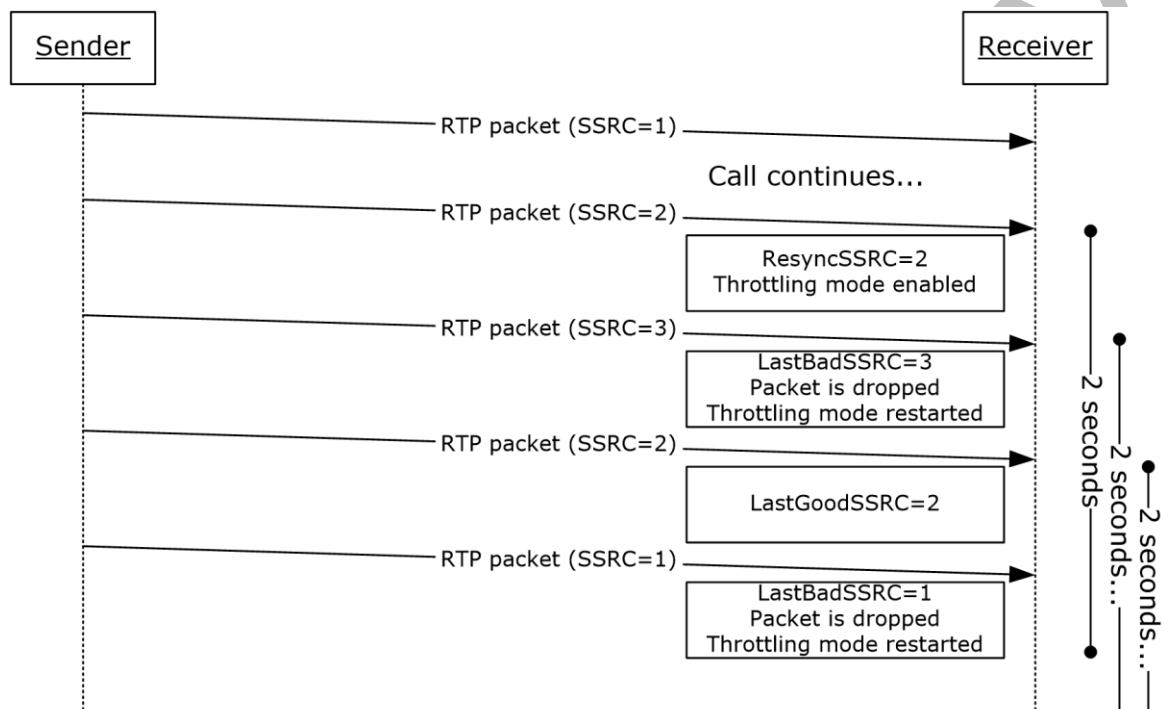 Sender
Receiver
RTP packet (SSRC=1)
Call continues...
RTP packet (SSRC=2)
ResyncSSRC=2
Throttling mode enabled
RTP packet (SSRC=3)
LastBadSSRC=3
Packet is dropped
Throttling mode restarted
RTP packet (SSRC=2)
LastGoodSSRC=2
RTP packet (SSRC=1)
LastBadSSRC=1
Packet is dropped
Throttling mode restarted
2 seconds
2 seconds...
2 seconds...